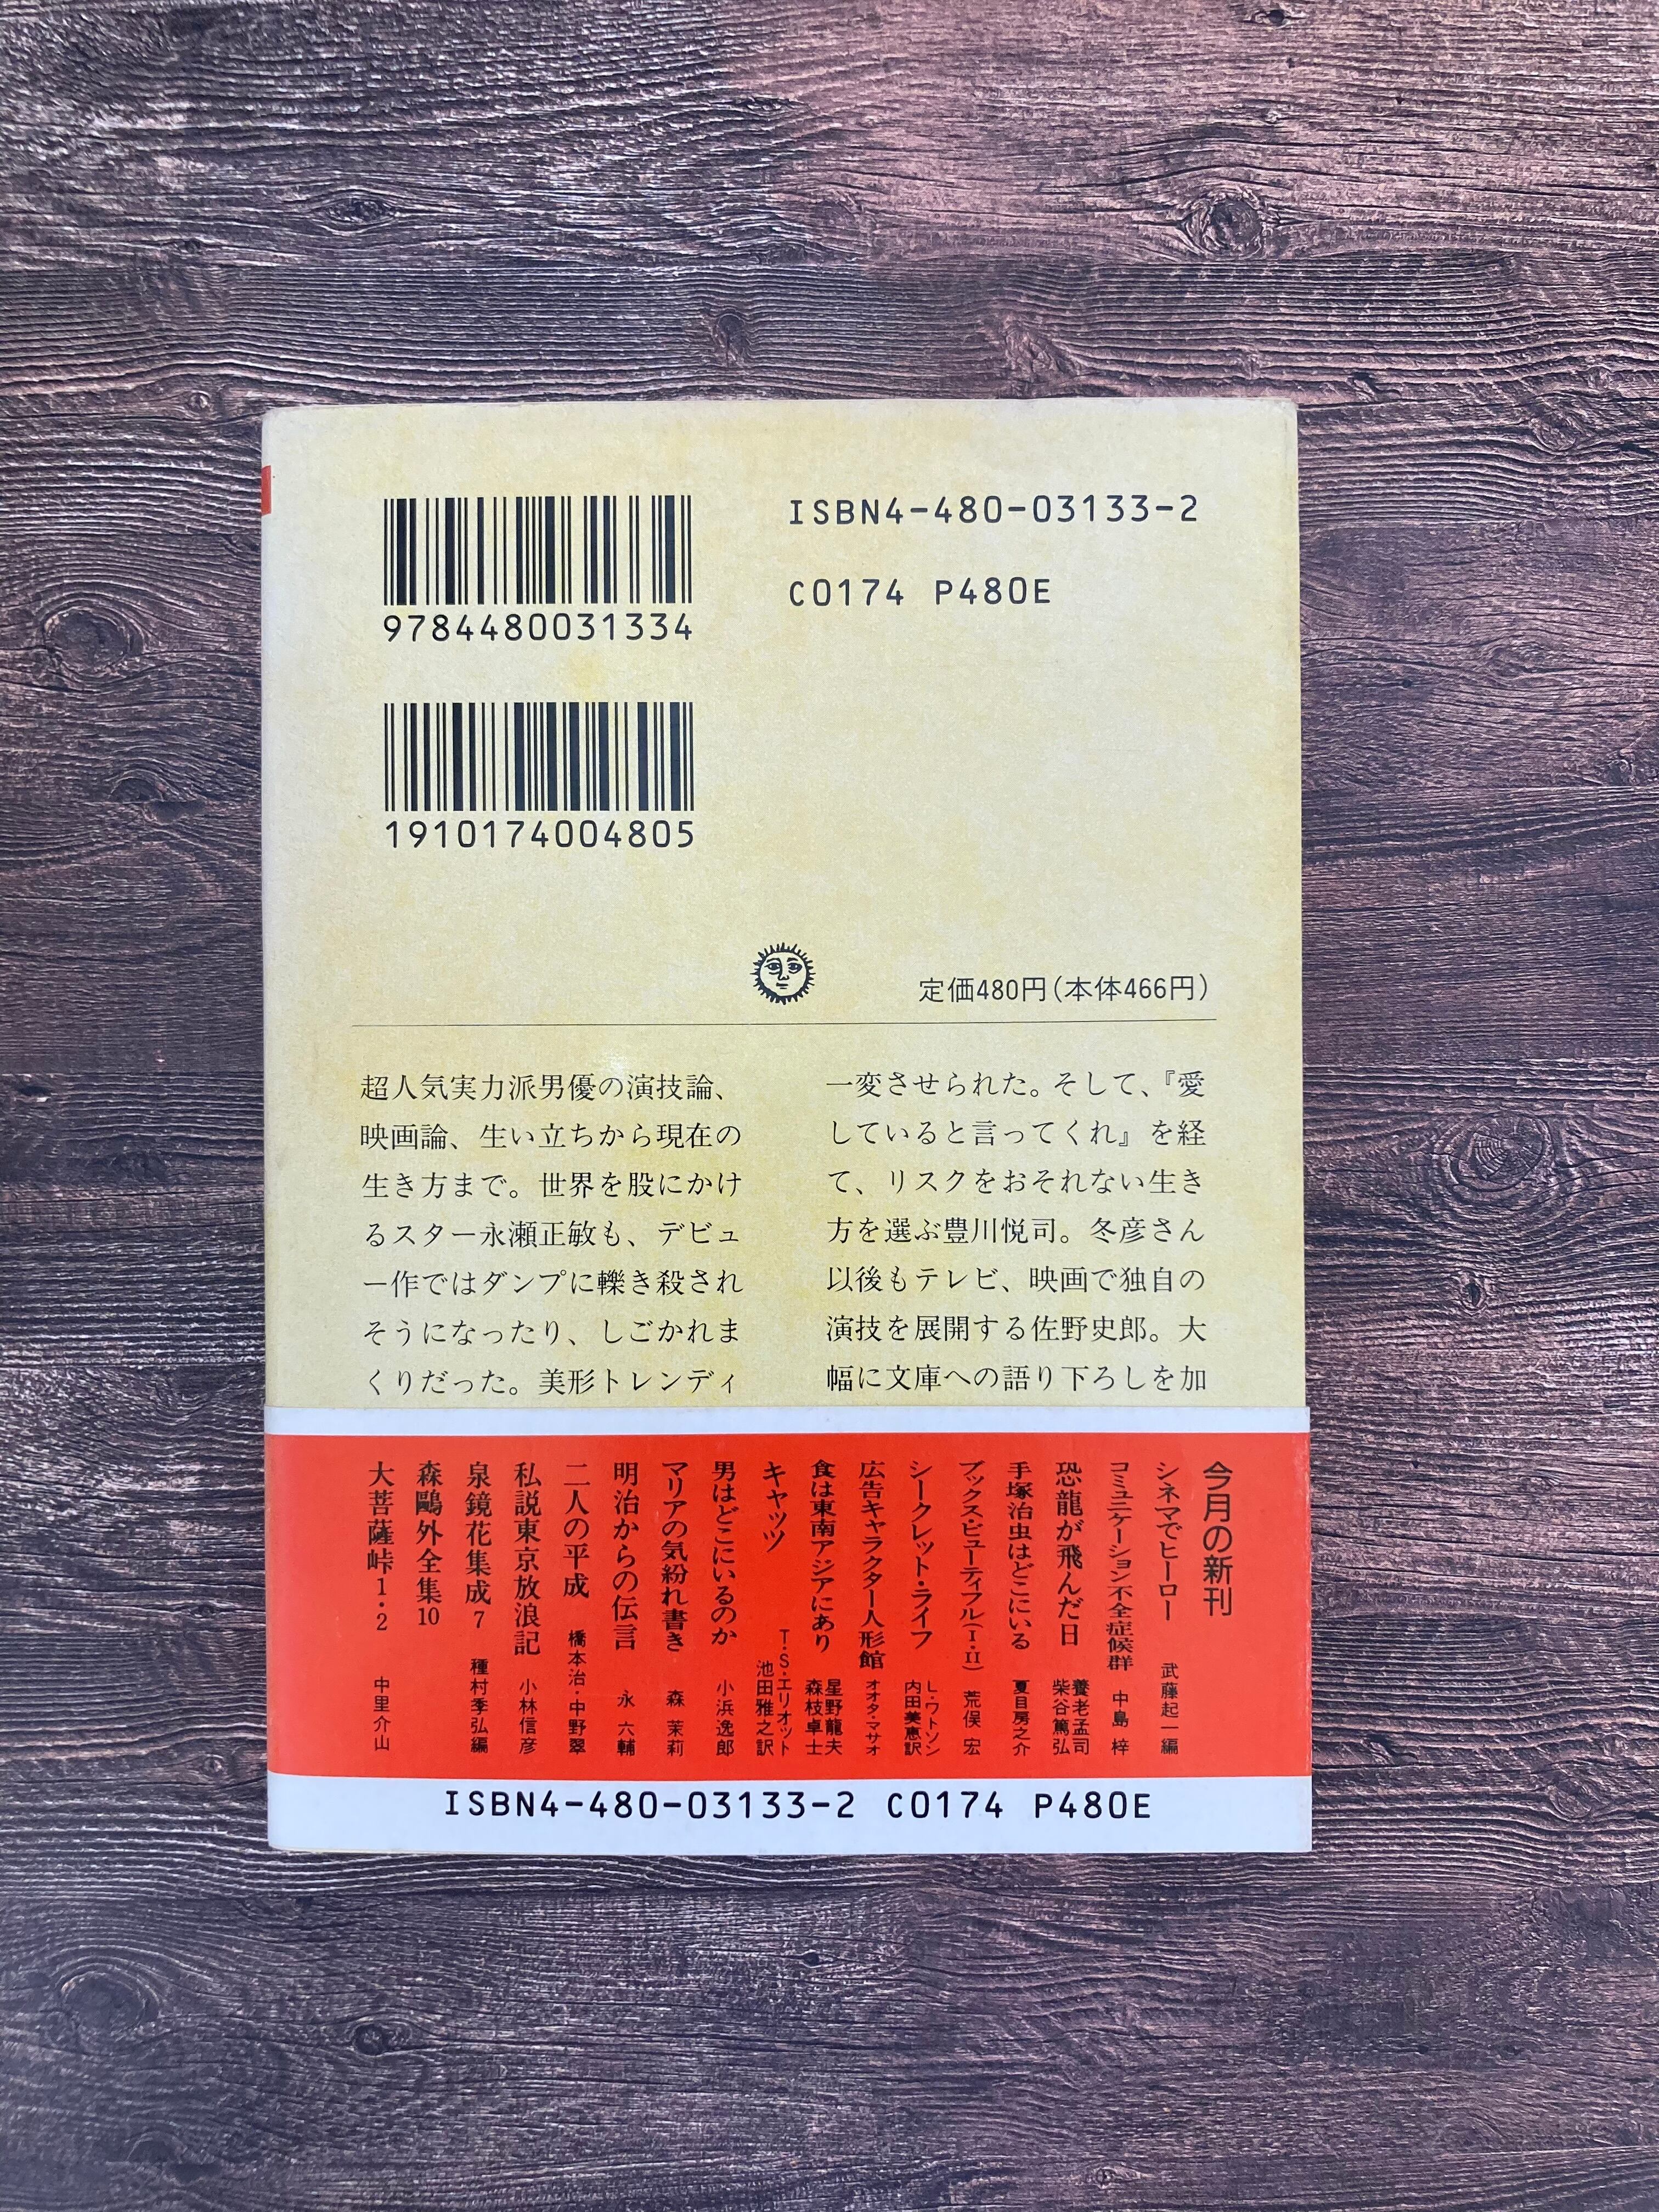 9784480031334
1910174004805
ISBN4-480-03133-2
C0174 P480E
定価480円(本体466円)
超人気実力派男優の演技論、
映画論、生い立ちから現在の
生き方まで。世界を股にかけ
るスター永瀬正敏も、デビュ
ー作ではダンプに轢き殺され
そうになったり、しごかれま
くりだった。美形トレンディ
一変させられた。そして、『愛
していると言ってくれ』を経
て、リスクをおそれない生き
方を選ぶ豊川悦司。冬彦さん
以後もテレビ、映画で独自の
演技を展開する佐野史郎。大
幅に文庫への語り下ろしを加
今月の新刊
シネマでヒーロー 武藤起一編
コミュニケーション不全症候群 中島 梓
恐龍が飛んだ日 養老孟司 柴谷篤弘
手塚治虫はどこにいる 夏目房之介
ブックス・ビューティフル(I・II) 荒俣 宏
シークレット・ライフ L・ワトソン 内田美恵訳
広告キャラクター人形館 オオタ・マサオ
食は東南アジアにあり 星野龍夫 森枝卓士
キャッツ T・S・エリオット 池田雅之訳
男はどこにいるのか 小浜逸郎
マリアの気紛れ書き 森 茉莉
明治からの伝言 永 六輔
二人の平成 橋本治・中野翠
私説東京放浪記 小林信彦
泉鏡花集成7 種村季弘編
森鷗外全集10
大菩薩峠1・2 中里介山
ISBN4-480-03133-2 C0174 P480E